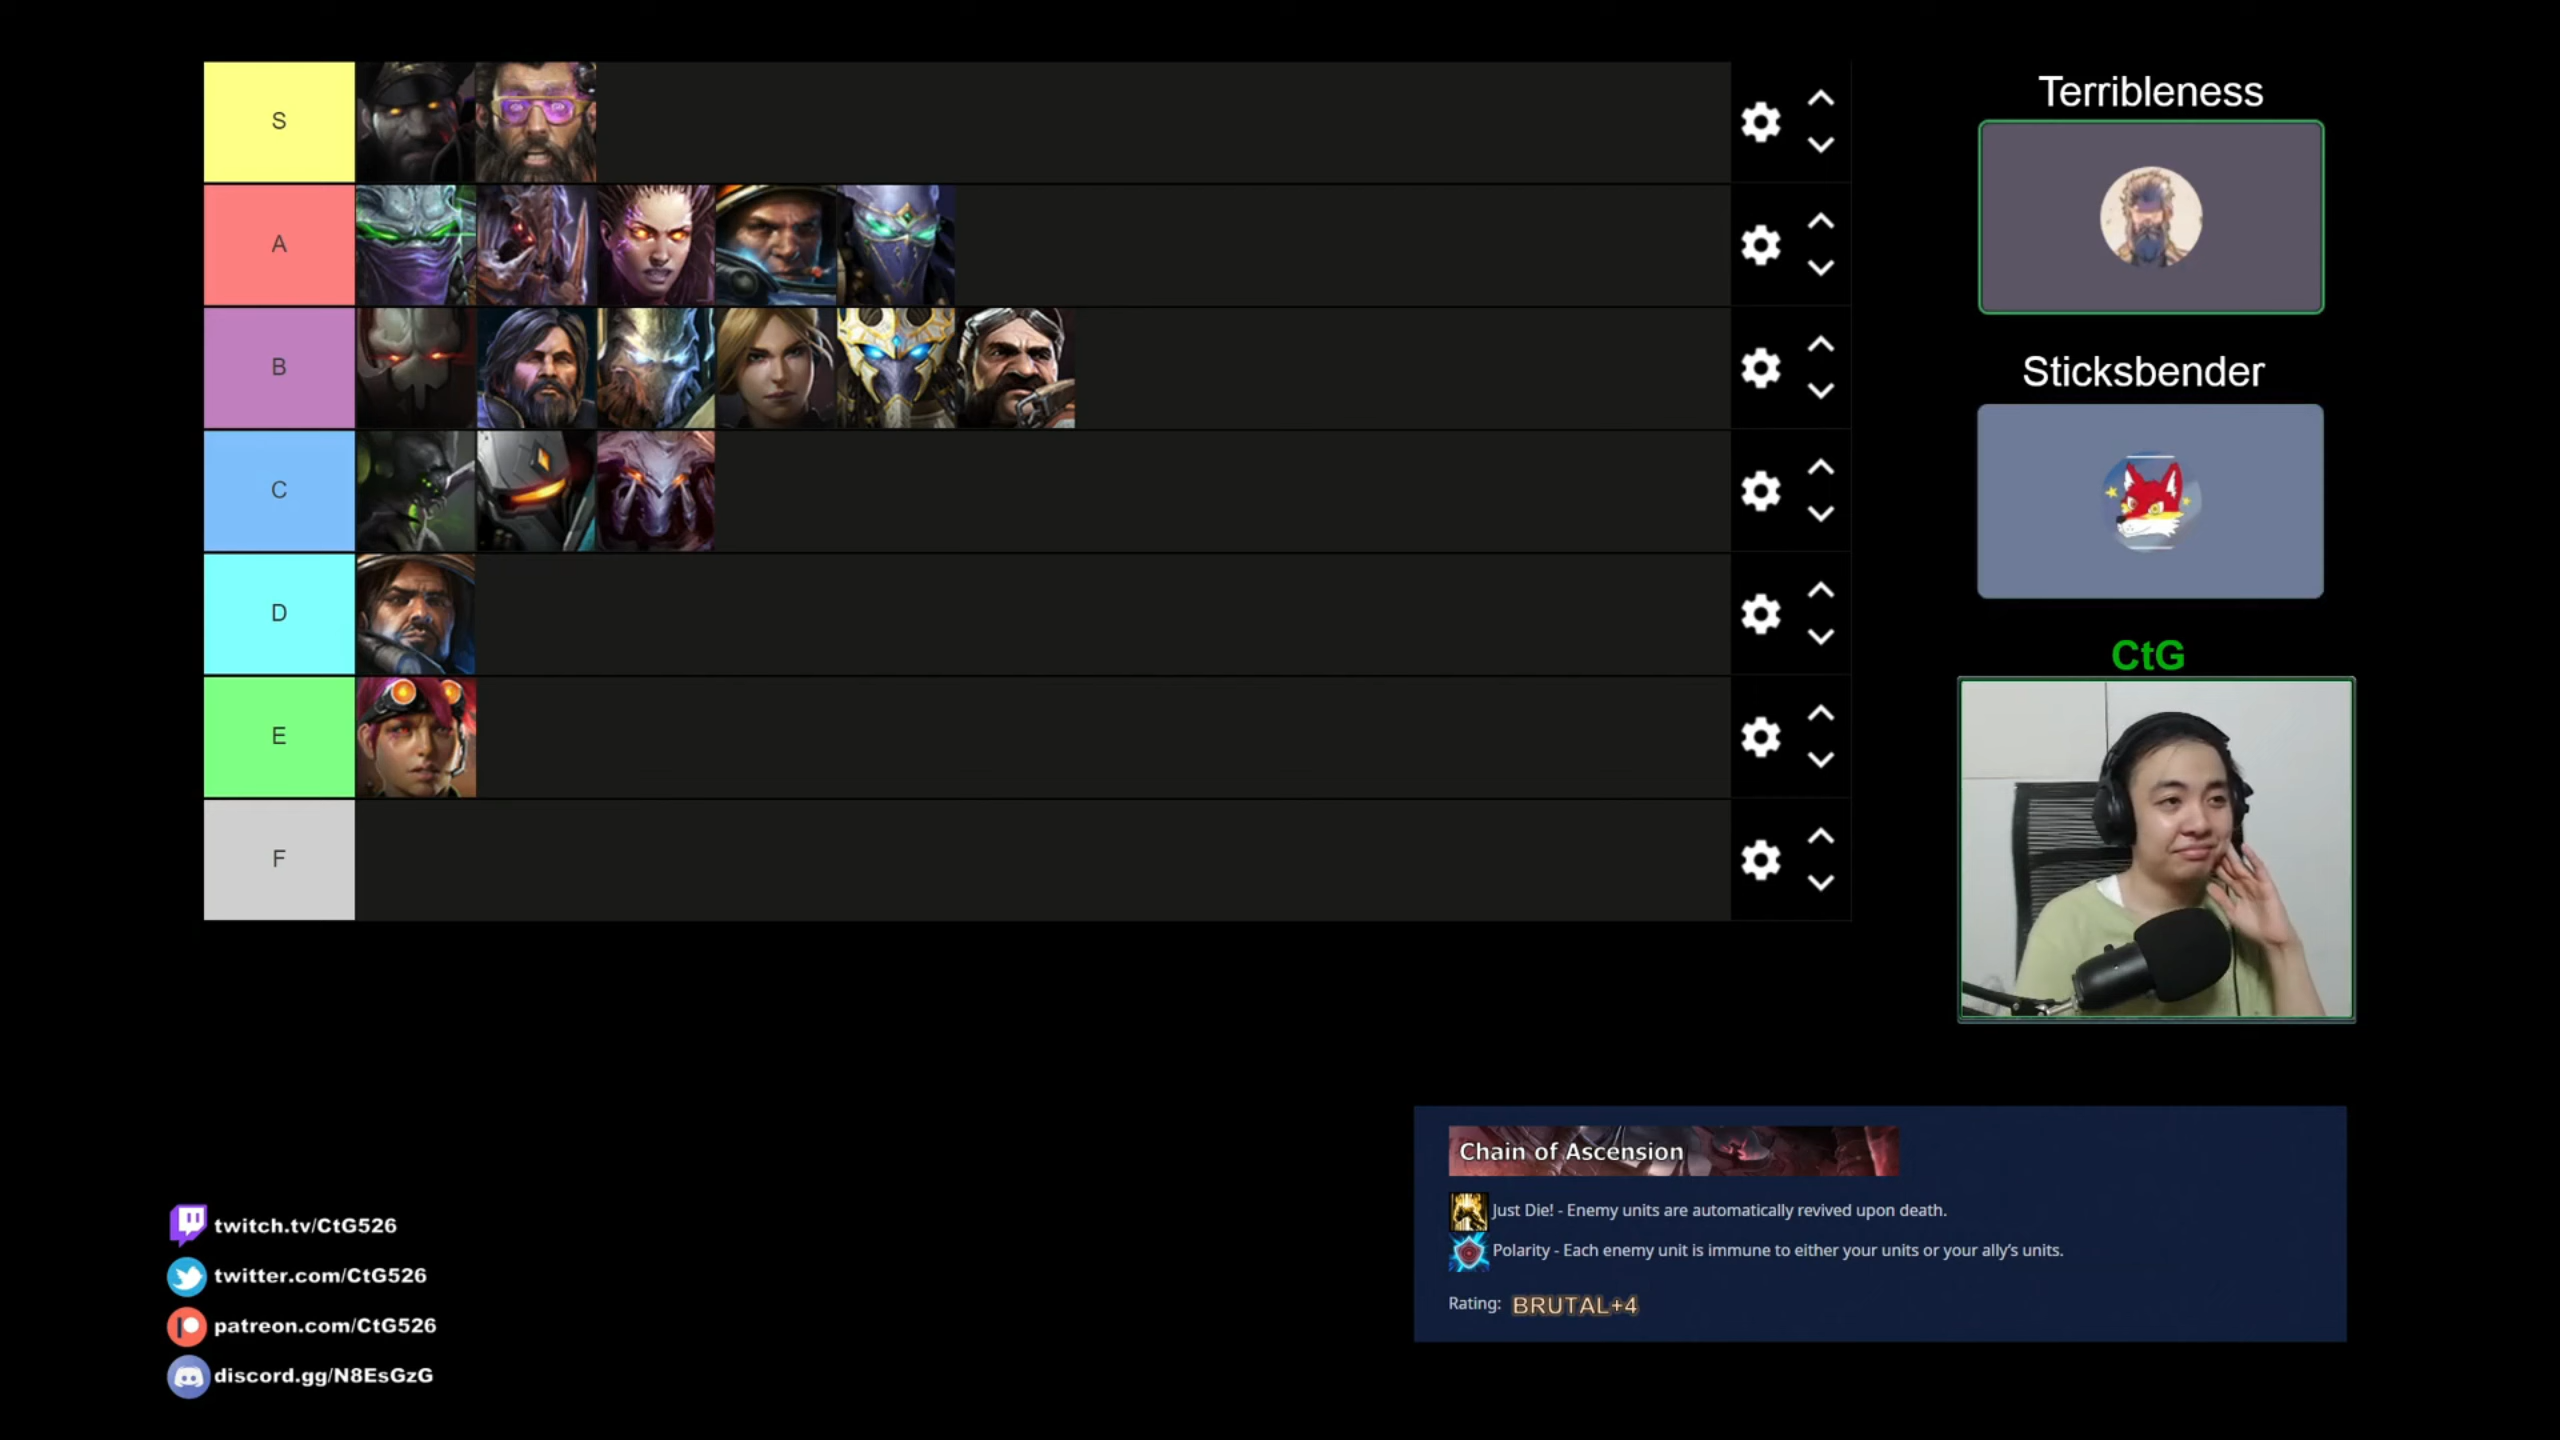 S
A
B
C
D
E
F
Terribleness
Sticksbender
CtG
Chain of Ascension
Just Die! - Enemy units are automatically revived upon death.
Polarity - Each enemy unit is immune to either your units or your ally's units.
Rating: BRUTAL+4
twitch.tv/CtG526
twitter.com/CtG526
patreon.com/CtG526
discord.gg/N8EsGzG